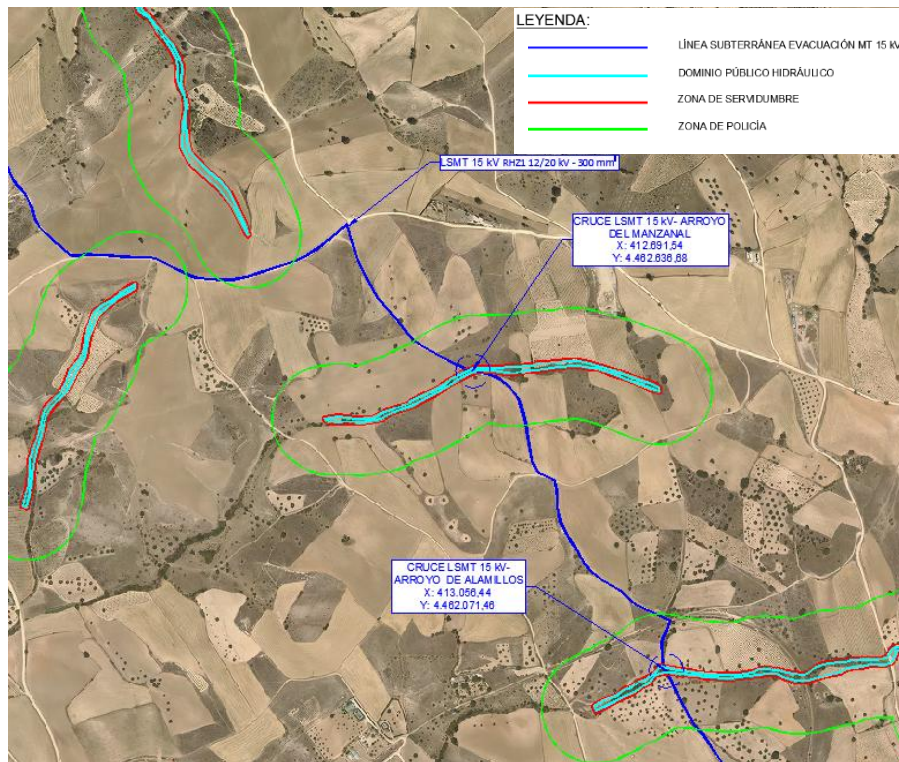 LEYENDA:
LÍNEA SUBTERRÁNEA EVACUACIÓN MT 15 kV
DOMINIO PÚBLICO HIDRÁULICO
ZONA DE SERVIDUMBRE
ZONA DE POLICÍA
LSMT 15 kV RHZ1 12/20 kV - 300 mm²
CRUCE LSMT 15 kV- ARROYO
DEL MANZANAL
X: 412.691,54
Y: 4.462.636,68
CRUCE LSMT 15 kV-
ARROYO DE ALAMILLOS
X: 413.056,44
Y: 4.462.071,46